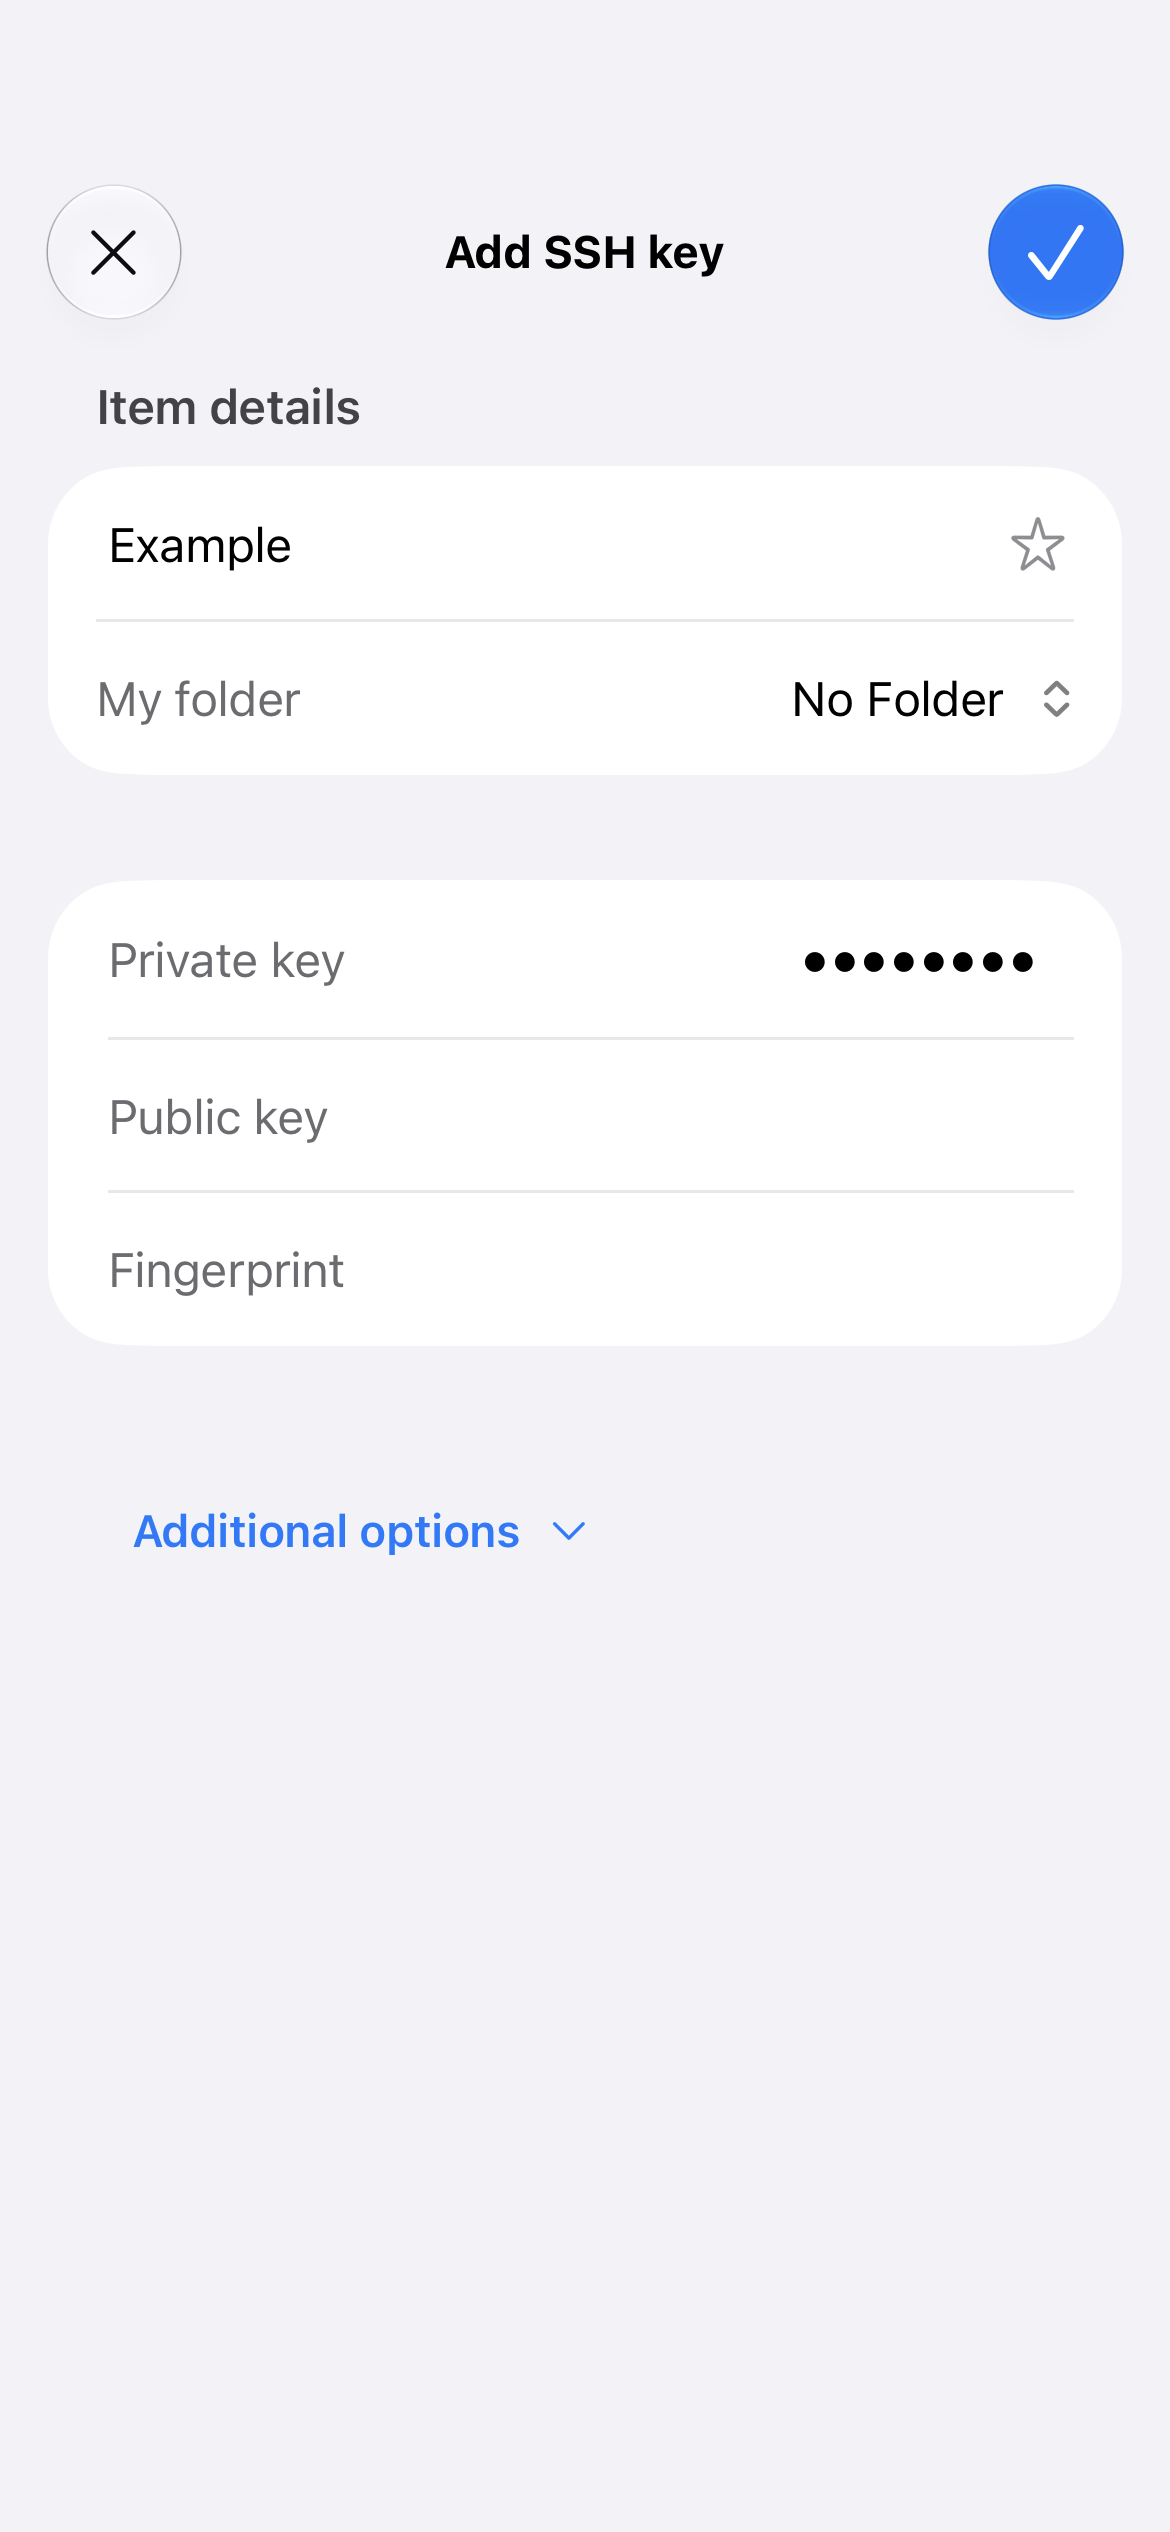 Add SSH key
Item details
Example
My folder No Folder
Private key ●●●●●●●●
Public key
Fingerprint
Additional options